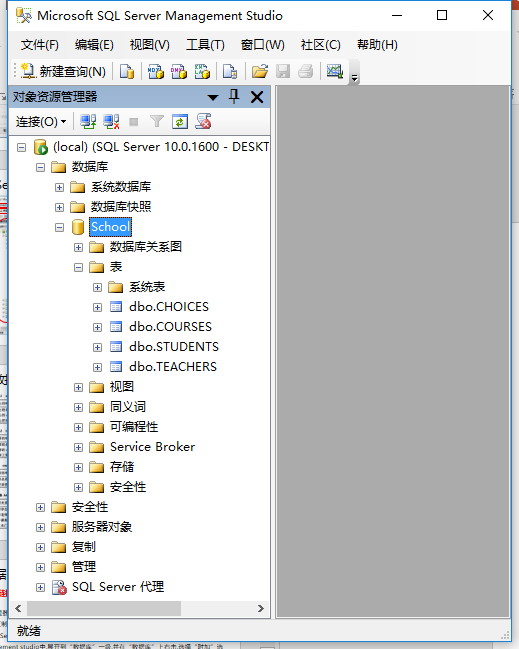 Microsoft SQL Server Management Studio
文件(F) 编辑(E) 视图(V) 工具(T) 窗口(W) 社区(C) 帮助(H)
新建查询(N)
对象资源管理器
连接(O)
(local) (SQL Server 10.0.1600 - DESKT
数据库
系统数据库
数据库快照
School
数据库关系图
表
系统表
dbo.CHOICES
dbo.COURSES
dbo.STUDENTS
dbo.TEACHERS
视图
同义词
可编程性
Service Broker
存储
安全性
安全性
服务器对象
复制
管理
SQL Server 代理
就绪